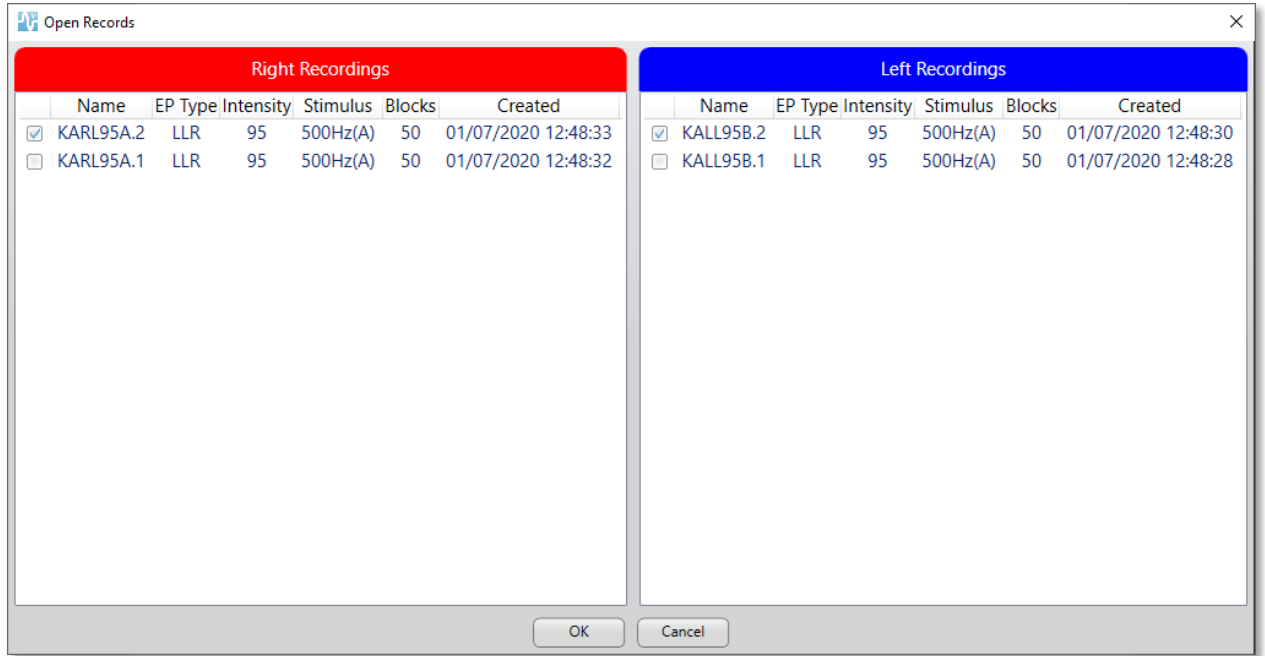 Open Records
Right Recordings
Name EP Type Intensity Stimulus Blocks Created
KARL95A.2 LLR 95 500Hz(A) 50 01/07/2020 12:48:33
KARL95A.1 LLR 95 500Hz(A) 50 01/07/2020 12:48:32
Left Recordings
Name EP Type Intensity Stimulus Blocks Created
KALL95B.2 LLR 95 500Hz(A) 50 01/07/2020 12:48:30
KALL95B.1 LLR 95 500Hz(A) 50 01/07/2020 12:48:28
OK Cancel